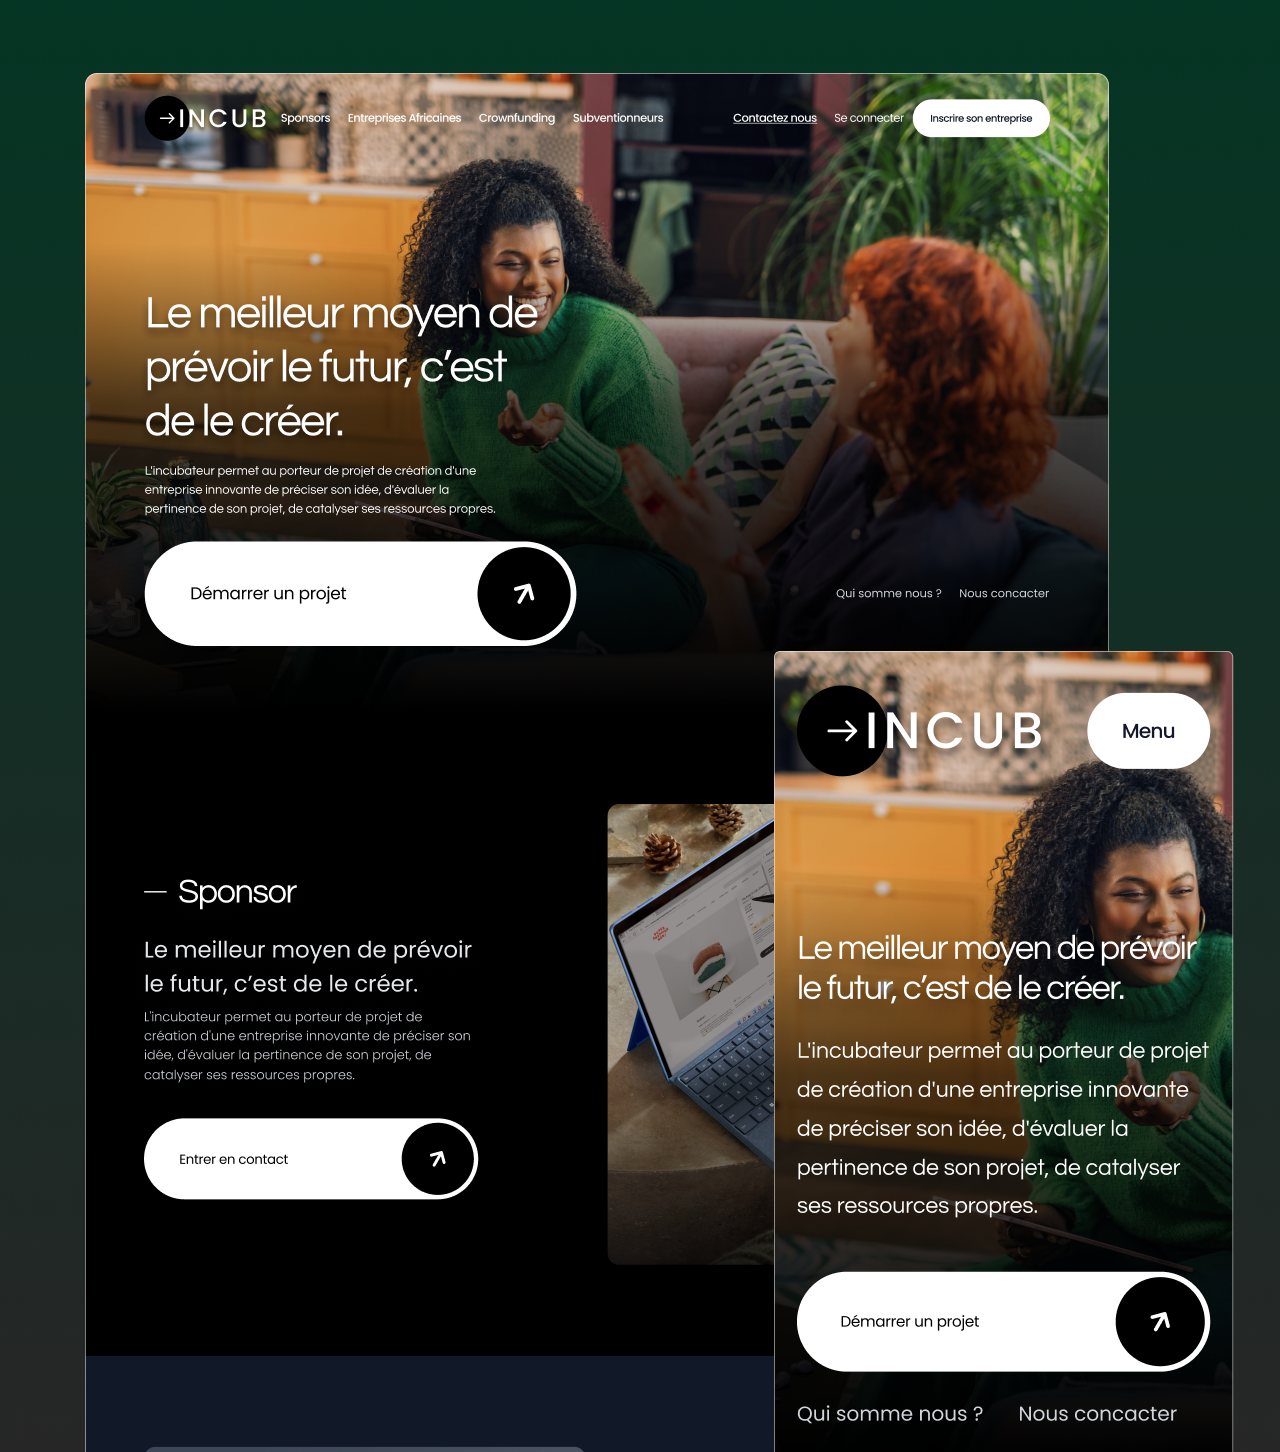 INCUB Sponsors Entreprises Africaines Crownfunding Subventionneurs Contactez nous Se connecter Inscrire son entreprise
Le meilleur moyen de
prévoir le futur, c’est
de le créer.
L'incubateur permet au porteur de projet de création d'une
entreprise innovante de préciser son idée, d'évaluer la
pertinence de son projet, de catalyser ses ressources propres.
Démarrer un projet
Qui somme nous ? Nous concacter
Sponsor
Le meilleur moyen de prévoir
le futur, c’est de le créer.
L'incubateur permet au porteur de projet de
création d'une entreprise innovante de préciser son
idée, d'évaluer la pertinence de son projet, de
catalyser ses ressources propres.
Entrer en contact
INCUB
Menu
Le meilleur moyen de prévoir
le futur, c’est de le créer.
L'incubateur permet au porteur de projet
de création d'une entreprise innovante
de préciser son idée, d'évaluer la
pertinence de son projet, de catalyser
ses ressources propres.
Démarrer un projet
Qui somme nous ? Nous concacter